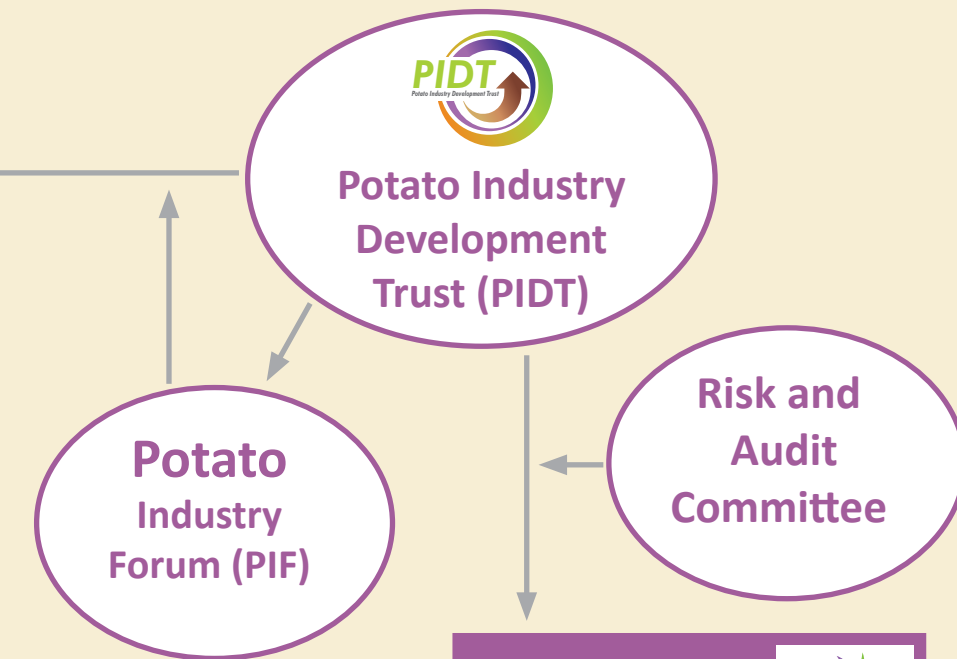 PIDT
Potato Industry Development Trust
Potato Industry
Development
Trust (PIDT)
Risk and
Audit
Committee
Potato
Industry
Forum (PIF)